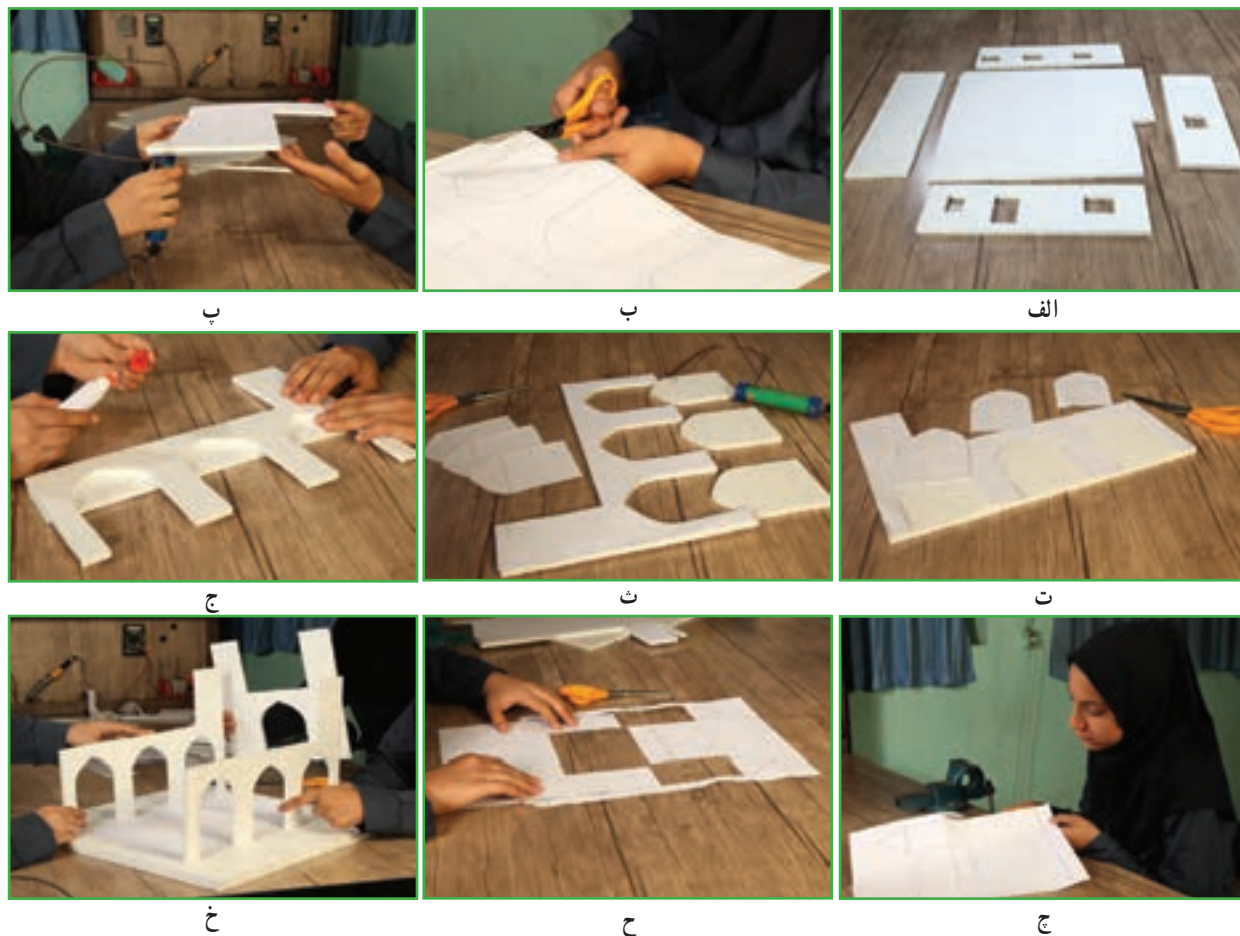 الف ب پ
ت ث ج
چ ح خ